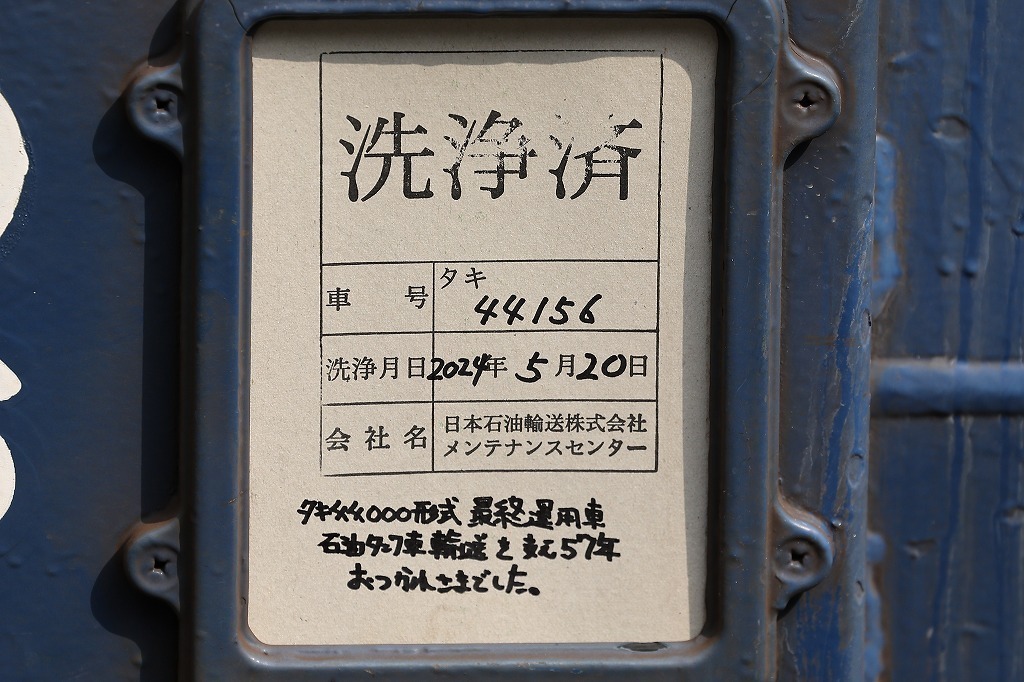 洗浄済
車号 タキ 44156
洗浄月日 2024年5月20日
会社名 日本石油輸送株式会社
メンテナンスセンター
タキ44000形式 最終運用車
石油タンク車輸送を支え57年
おつかれさまでした。